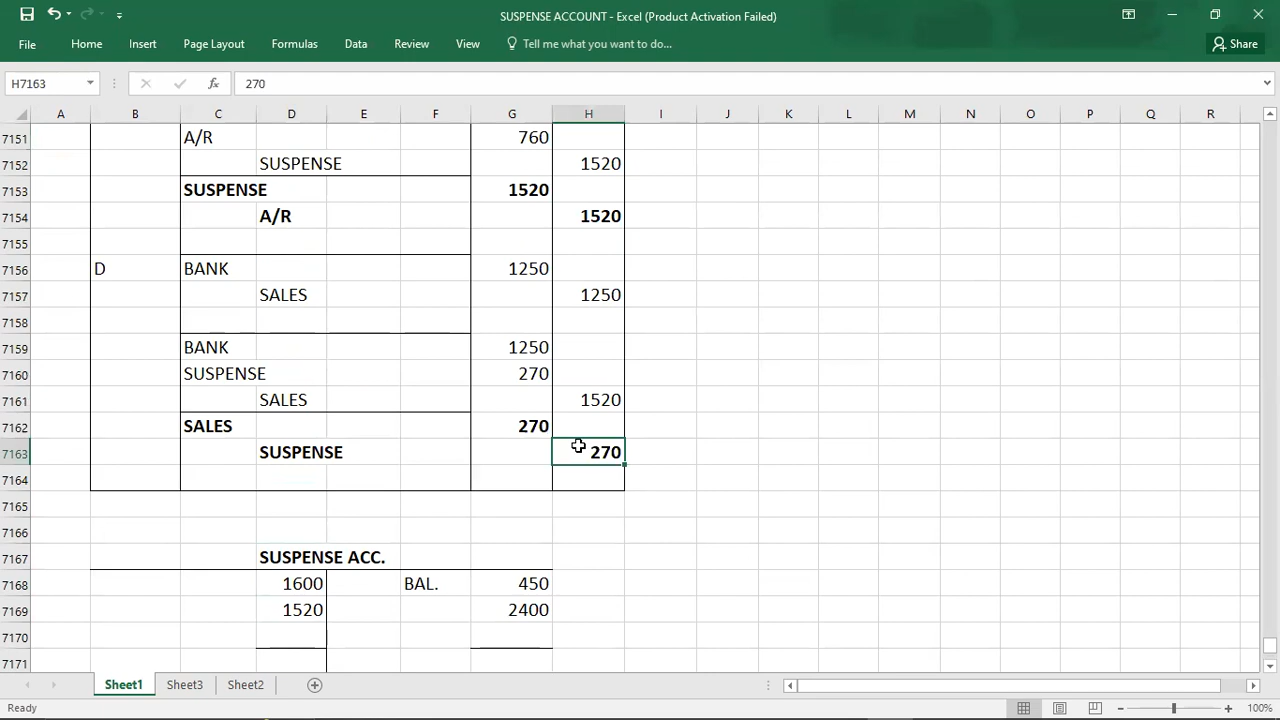 SUSPENSE ACCOUNT - Excel (Product Activation Failed)
File Home Insert Page Layout Formulas Data Review View Tell me what you want to do... Share
H7163 fx 270
A B C D E F G H I J K L M N O P Q R
7151 A/R 760
7152 SUSPENSE 1520
7153 SUSPENSE 1520
7154 A/R 1520
7155
7156 D BANK 1250
7157 SALES 1250
7158
7159 BANK 1250
7160 SUSPENSE 270
7161 SALES 1520
7162 SALES 270
7163 SUSPENSE 270
7164
7165
7166
7167 SUSPENSE ACC.
7168 1600 BAL. 450
7169 1520 2400
7170
7171
Sheet1 Sheet3 Sheet2
Ready 100%